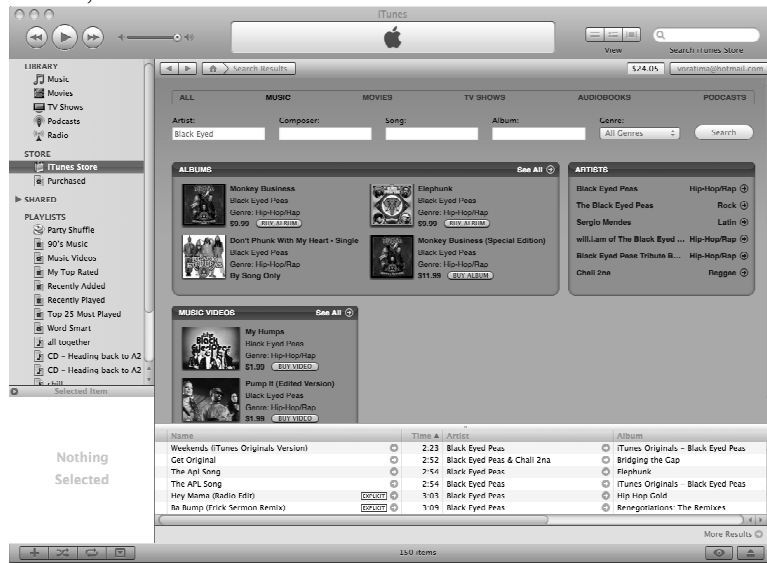 iTunes
View
Search iTunes Store
LIBRARY
Music
Movies
TV Shows
Podcasts
Radio
STORE
iTunes Store
Purchased
SHARED
PLAYLISTS
Party Shuffle
90's Music
Music Videos
My Top Rated
Recently Added
Recently Played
Top 25 Most Played
Word Smart
all together
CD - Heading back to A2
CD - Heading back to A2
chill
Selected Item
Nothing
Selected
Search Results
$24.05 voratima@hotmail.com
ALL MUSIC MOVIES TV SHOWS AUDIOBOOKS PODCASTS
Artist: Composer: Song: Album: Genre:
Black Eyed All Genres Search
ALBUMS See All
Monkey Business
Black Eyed Peas
Genre: Hip-Hop/Rap
$9.99 BUY ALBUM
Elephunk
Black Eyed Peas
Genre: Hip-Hop/Rap
$9.99 BUY ALBUM
Don't Phunk With My Heart - Single
Black Eyed Peas
Genre: Hip-Hop/Rap
By Song Only
Monkey Business (Special Edition)
Black Eyed Peas
Genre: Hip-Hop/Rap
$11.99 BUY ALBUM
ARTISTS
Black Eyed Peas Hip-Hop/Rap
The Black Eyed Peas Rock
Sergio Mendes Latin
will.i.am of The Black Eyed ... Hip-Hop/Rap
Black Eyed Peas Tribute B... Hip-Hop/Rap
Chali 2na Reggae
MUSIC VIDEOS See All
My Humps
Black Eyed Peas
Genre: Hip-Hop/Rap
$1.99 BUY VIDEO
Pump It (Edited Version)
Black Eyed Peas
Genre: Hip-Hop/Rap
$1.99 BUY VIDEO
Name Time Artist Album
Weekends (iTunes Originals Version) 2:23 Black Eyed Peas iTunes Originals - Black Eyed Peas
Get Original 2:52 Black Eyed Peas & Chali 2na Bridging the Gap
The Apl Song 2:54 Black Eyed Peas Elephunk
The APL Song 2:54 Black Eyed Peas iTunes Originals - Black Eyed Peas
Hey Mama (Radio Edit) EXPLICIT 3:03 Black Eyed Peas Hip Hop Gold
Ba Bump (Erick Sermon Remix) EXPLICIT 3:09 Black Eyed Peas Renegotiations: The Remixes
More Results
150 items